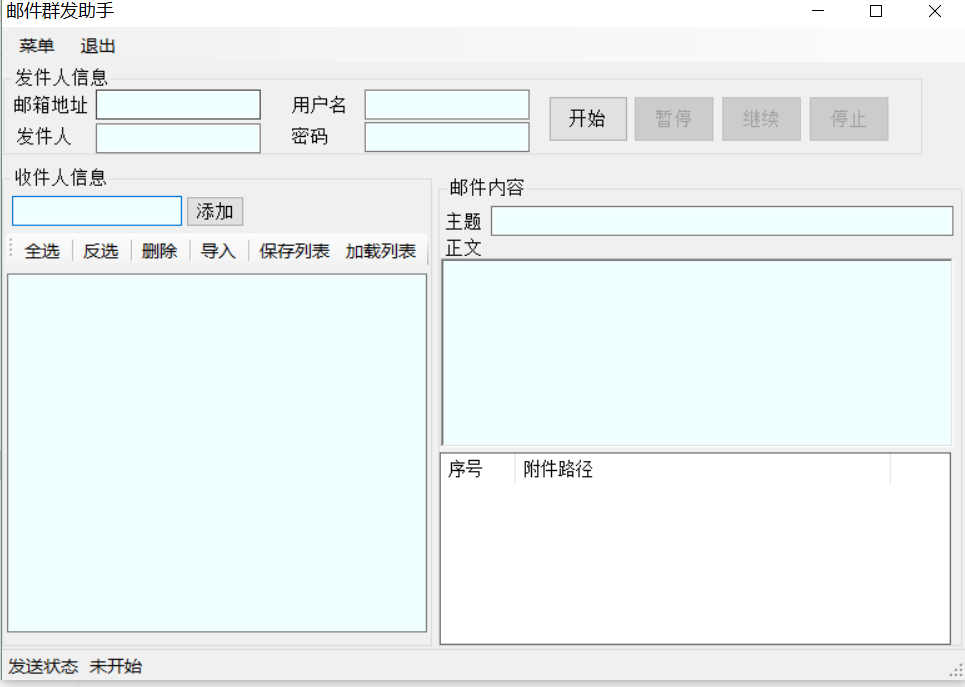 邮件群发助手
菜单 退出
发件人信息
邮箱地址 用户名 开始 暂停 继续 停止
发件人 密码
收件人信息
添加
全选 反选 删除 导入 保存列表 加载列表
邮件内容
主题
正文
序号 附件路径
发送状态 未开始